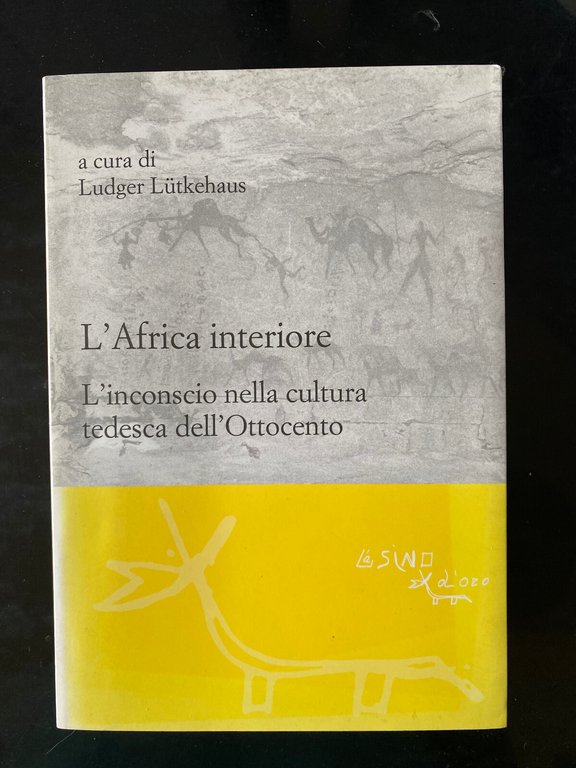 a cura di
Ludger Lütkehaus
L'Africa interiore
L'inconscio nella cultura
tedesca dell'Ottocento
L'aSINO
d'oro